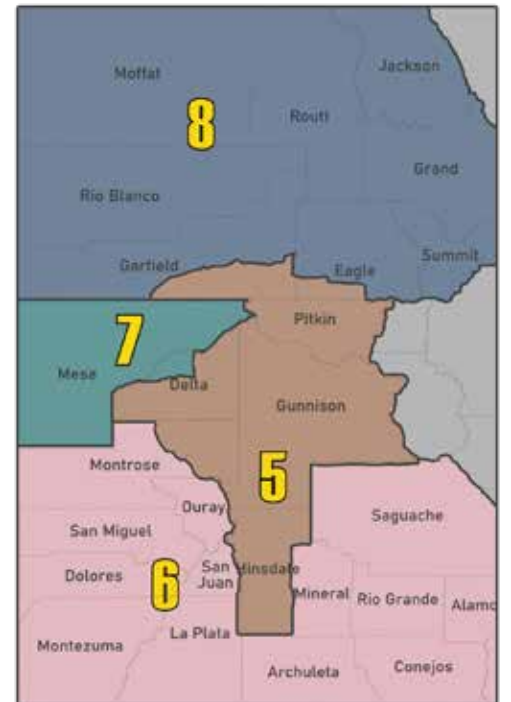 Jackson
Moffat
8
Routt
Grand
Rio Blanco
Summit
Garfield
Eagle
Pitkin
7
Mesa
Delta
Gunnison
Montrose
5
Ouray
Saguache
San Miguel
San
Juan
Hinsdale
Dolores
6
Mineral
Rio Grande
Alamo
La Plata
Montezuma
Archuleta
Conejos